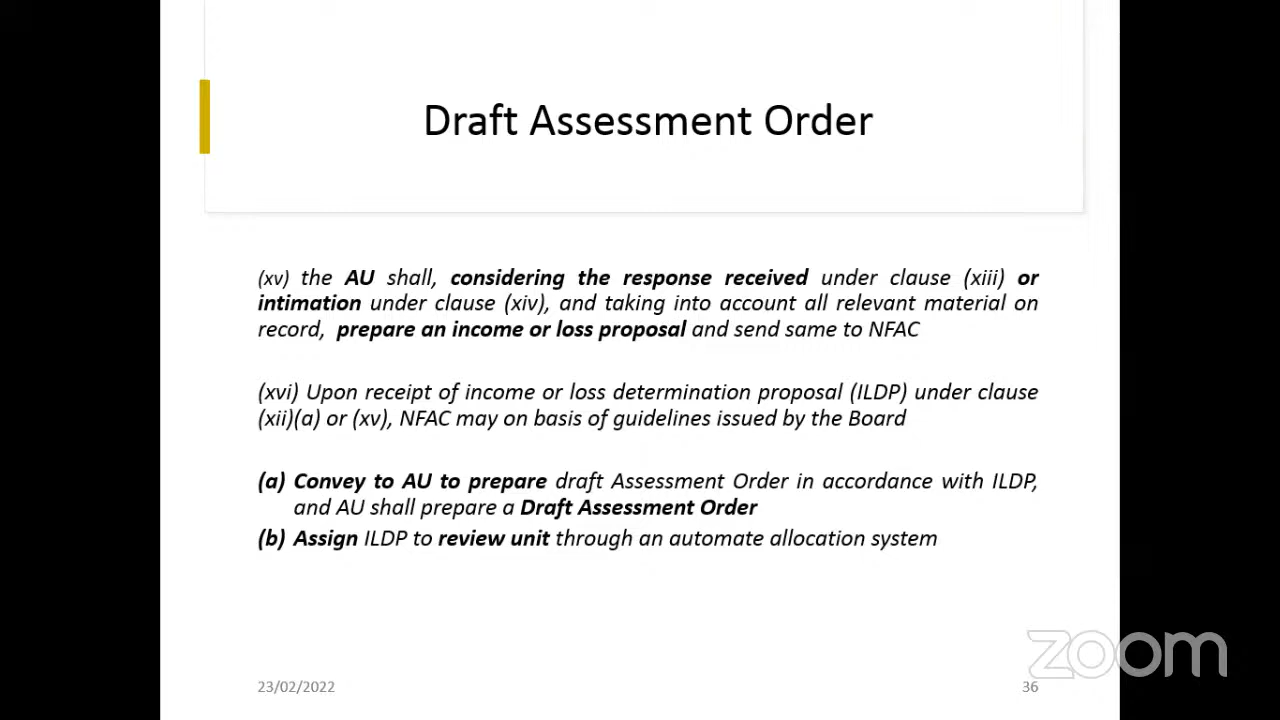 Draft Assessment Order
(xv) the AU shall, considering the response received under clause (xiii) or
intimation under clause (xiv), and taking into account all relevant material on
record, prepare an income or loss proposal and send same to NFAC
(xvi) Upon receipt of income or loss determination proposal (ILDP) under clause
(xii)(a) or (xv), NFAC may on basis of guidelines issued by the Board
(a) Convey to AU to prepare draft Assessment Order in accordance with ILDP,
and AU shall prepare a Draft Assessment Order
(b) Assign ILDP to review unit through an automate allocation system
zoom
23/02/2022
36